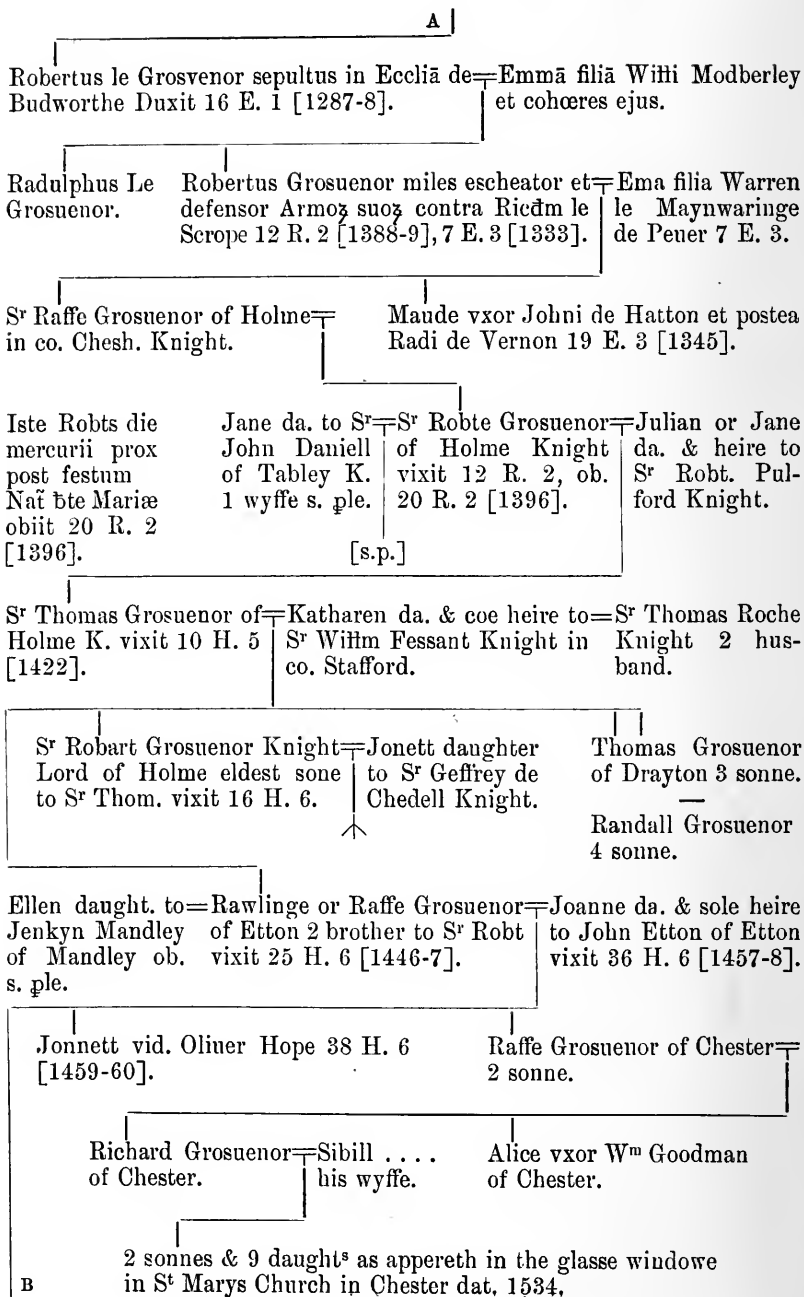 A
Robertus le Grosvenor sepultus in Eccliā de
Budworthe Duxit 16 E. 1 [1287-8].
Emmā filiā Witti Modberley
et cohœres ejus.
Radulphus Le
Grosuenor.
Robertus Grosuenor miles escheator et
defensor Armoꝝ suoꝝ contra Ricđm le
Scrope 12 R. 2 [1388-9], 7 E. 3 [1333].
Ema filia Warren
le Maynwaringe
de Peuer 7 E. 3.
Sʳ Raffe Grosuenor of Holme
in co. Chesh. Knight.
Maude vxor Johni de Hatton et postea
Radi de Vernon 19 E. 3 [1345].
Iste Robts die
mercurii prox
post festum
Nat̃ ƀte Mariæ
obiit 20 R. 2
[1396].
Jane da. to Sʳ
John Daniell
of Tabley K.
1 wyffe s. ꝑle.
[s.p.]
Sʳ Robte Grosuenor
of Holme Knight
vixit 12 R. 2, ob.
20 R. 2 [1396].
Julian or Jane
da. & heire to
Sʳ Robt. Pul-
ford Knight.
Sʳ Thomas Grosuenor of
Holme K. vixit 10 H. 5
[1422].
Katharen da. & coe heire to
Sʳ Wittm Fessant Knight in
co. Stafford.
Sʳ Thomas Roche
Knight 2 hus-
band.
Sʳ Robart Grosuenor Knight
Lord of Holme eldest sone
to Sʳ Thom. vixit 16 H. 6.
Jonett daughter
to Sʳ Geffrey de
Chedell Knight.
Thomas Grosuenor
of Drayton 3 sonne.
—
Randall Grosuenor
4 sonne.
Ellen daught. to
Jenkyn Mandley
of Mandley ob.
s. ꝑle.
Rawlinge or Raffe Grosuenor
of Etton 2 brother to Sʳ Robt
vixit 25 H. 6 [1446-7].
Joanne da. & sole heire
to John Etton of Etton
vixit 36 H. 6 [1457-8].
Jonnett vid. Oliuer Hope 38 H. 6
[1459-60].
Raffe Grosuenor of Chester
2 sonne.
Richard Grosuenor
of Chester.
Sibill . . . .
his wyffe.
Alice vxor Wᵐ Goodman
of Chester.
2 sonnes & 9 daughtˢ as appereth in the glasse windowe
in Sᵗ Marys Church in Chester dat. 1534.
B